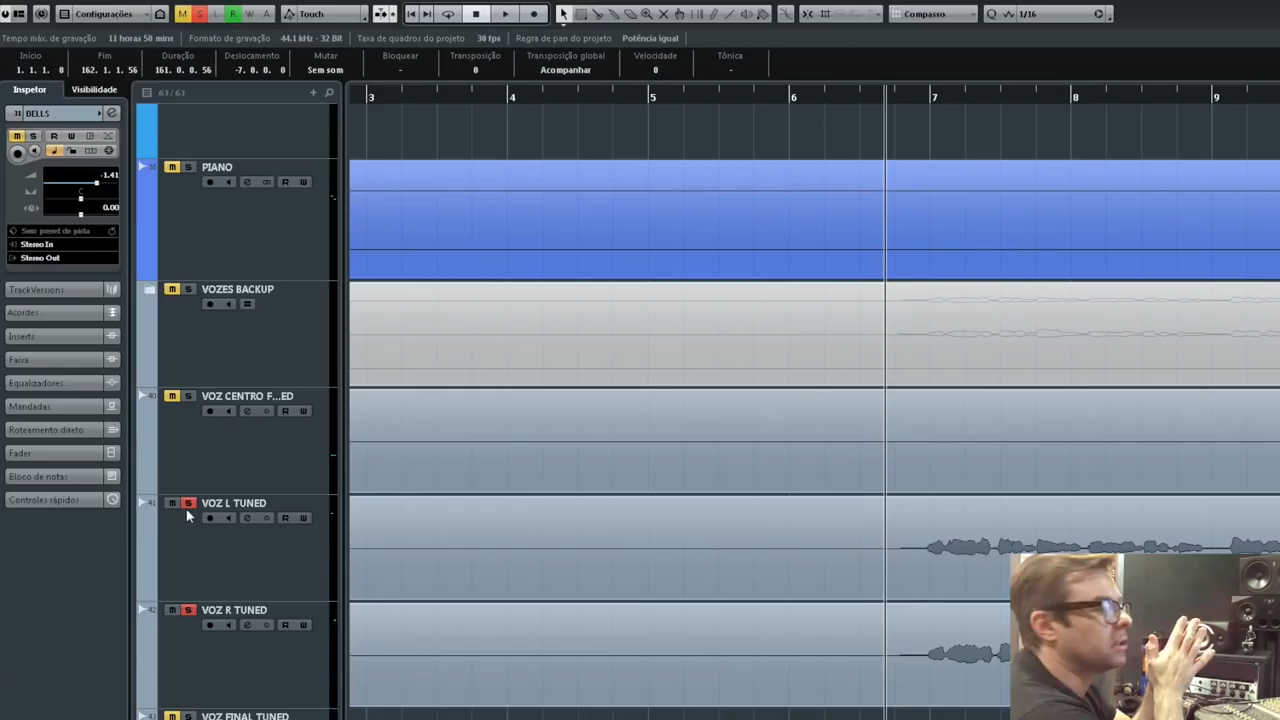 Configurações M S L R W A Touch Compasso Q 1/16
Tempo máx. de gravação 11 horas 50 mins Formato de gravação 44.1 kHz - 32 Bit Taxa de quadros do projeto 30 fps Regra de pan do projeto Potência igual
Início Fim Duração Deslocamento Mutar Bloquear Transposição Transposição global Velocidade Tônica
1. 1. 1. 0 162. 1. 1. 56 161. 0. 0. 56 -7. 0. 0. 0 Sem som - 0 Acompanhar 0 -
Inspetor Visibilidade 63 / 63 + 3 4 5 6 7 8 9
31 BELLS
M S R W
-1.41
C
0.00
Sem preset de pista
Stereo In
Stereo Out
TrackVersions
Acordes
Inserts
Faixa
Equalizadores
Mandadas
Roteamento direto
Fader
Bloco de notas
Controles rápidos
M S PIANO
R W
M S VOZES BACKUP
40 M S VOZ CENTRO F...ED
R W
41 M S VOZ L TUNED
R W
42 M S VOZ R TUNED
R W
43 M S VOZ FINAL TUNED